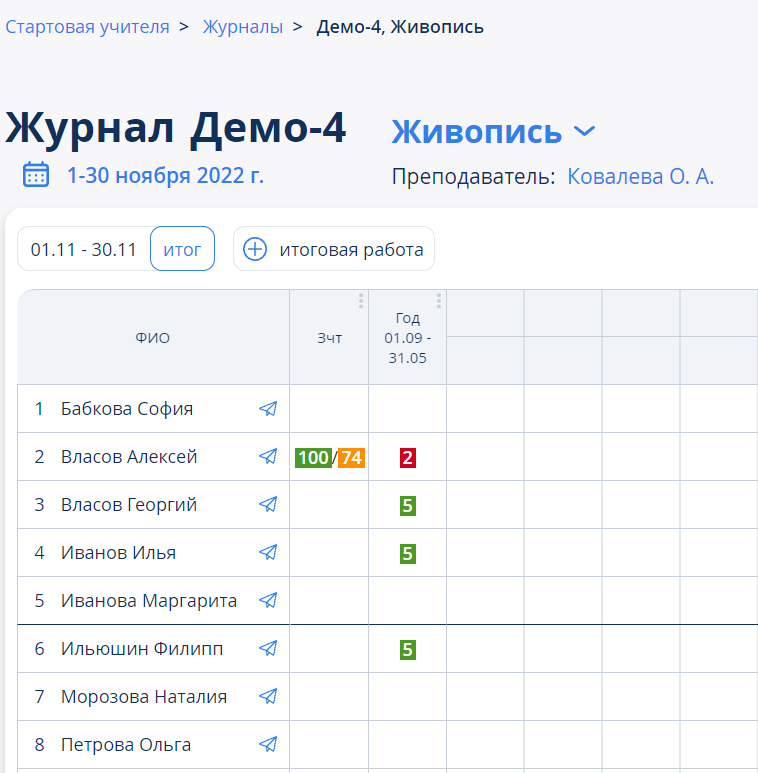 Стартовая учителя > Журналы > Демо-4, Живопись
Журнал Демо-4 Живопись
1-30 ноября 2022 г. Преподаватель: Ковалева О. А.
01.11 - 30.11 итог итоговая работа
ФИО Зчт Год
01.09 -
31.05
1 Бабкова София
2 Власов Алексей 100/74 2
3 Власов Георгий 5
4 Иванов Илья 5
5 Иванова Маргарита
6 Ильюшин Филипп 5
7 Морозова Наталия
8 Петрова Ольга